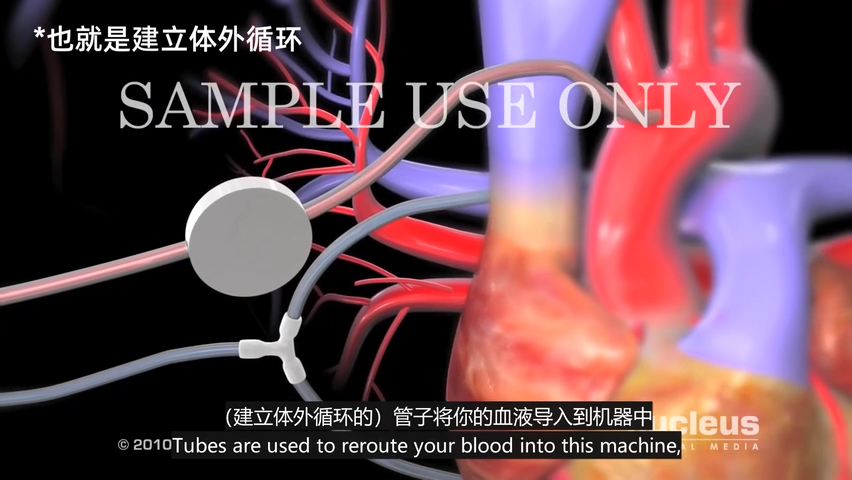 *也就是建立体外循环
SAMPLE USE ONLY
（建立体外循环的）管子将你的血液导入到机器中
Tubes are used to reroute your blood into this machine,
© 2010
ucleus
AL MEDIA